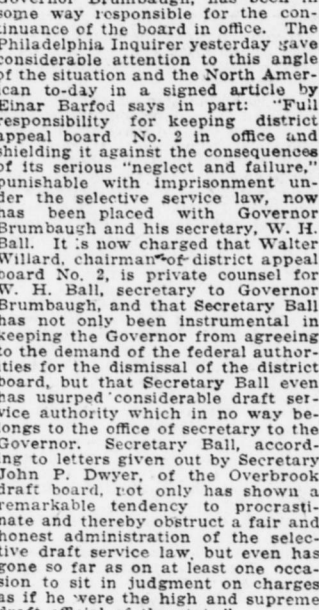 Governor Brumbaugh, has been in
some way responsible for the con-
tinuance of the board in office. The
Philadelphia Inquirer yesterday gave
considerable attention to this angle
of the situation and the North Amer-
can to-day in a signed article by
Einar Barfod says in part: "Full
responsibility for keeping district
appeal board No. 2 in office and
shielding it against the consequences
of its serious "neglect and failure,"
punishable with imprisonment un-
der the selective service law, now
has been placed with Governor
Brumbaugh and his secretary, W. H.
Ball. It is now charged that Walter
Willard, chairman of district appeal
board No. 2, is private counsel for
W. H. Ball, secretary to Governor
Brumbaugh, and that Secretary Ball
has not only been instrumental in
keeping the Governor from agreeing
to the demand of the federal author-
ities for the dismissal of the district
board, but that Secretary Ball even
has usurped considerable draft ser-
vice authority which in no way be-
longs to the office of secretary to the
Governor. Secretary Ball, accord-
ing to letters given out by Secretary
John P. Dwyer, of the Overbrook
draft board, not only has shown a
remarkable tendency to procrasti-
nate and thereby obstruct a fair and
honest administration of the selec-
tive draft service law, but even has
gone so far as on at least one occa-
sion to sit in judgment on charges
as if he were the high and supreme